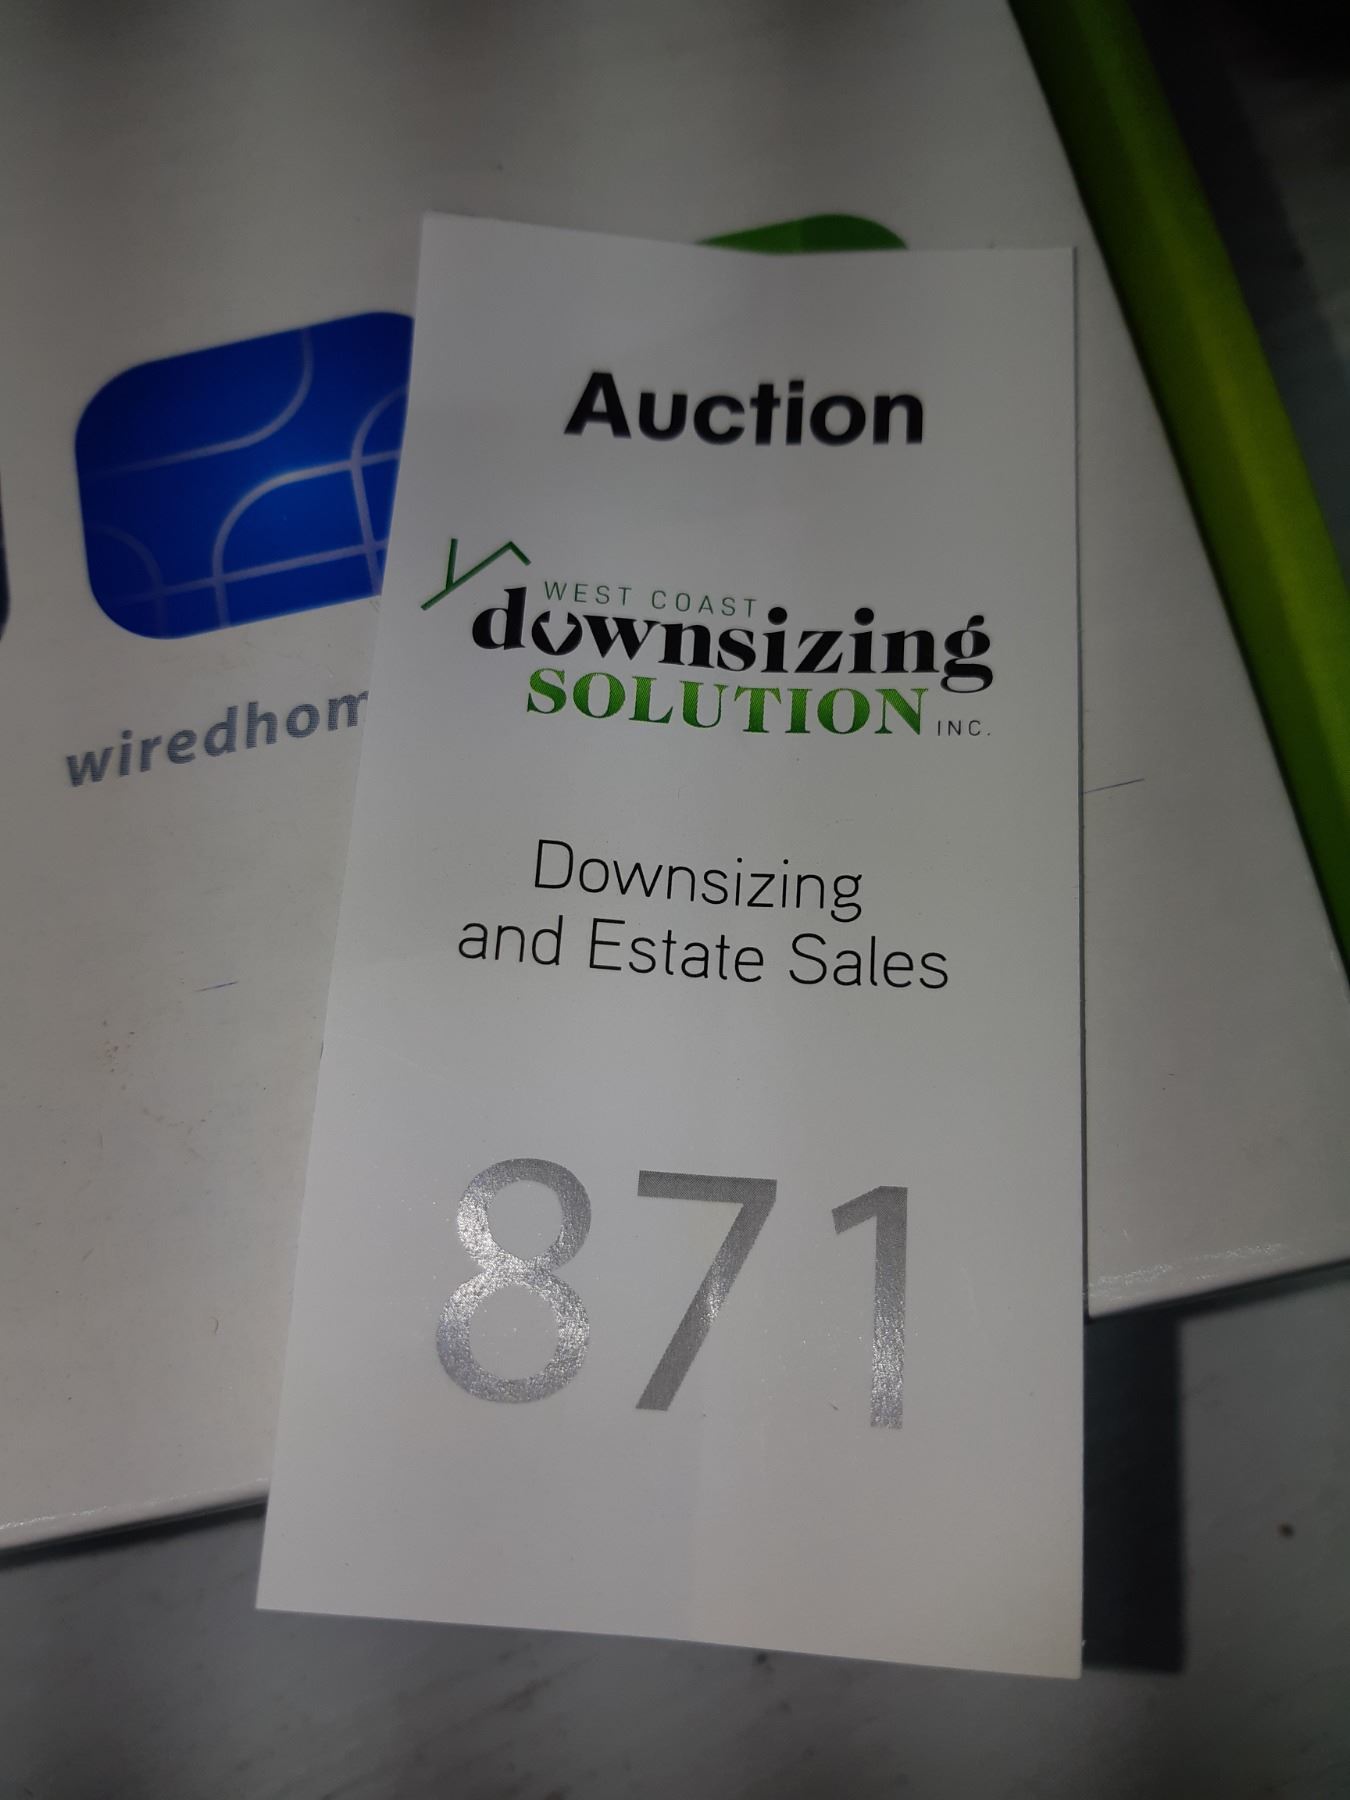 Auction
WEST COAST
downsizing
SOLUTION INC.
Downsizing
and Estate Sales
871
wiredhom